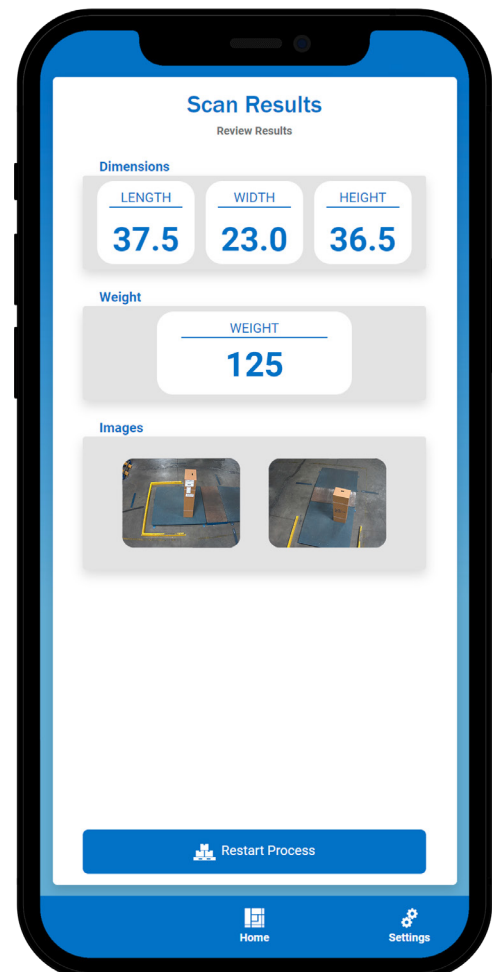 Scan Results
Review Results
Dimensions
LENGTH WIDTH HEIGHT
37.5 23.0 36.5
Weight
WEIGHT
125
Images
Restart Process
Home Settings